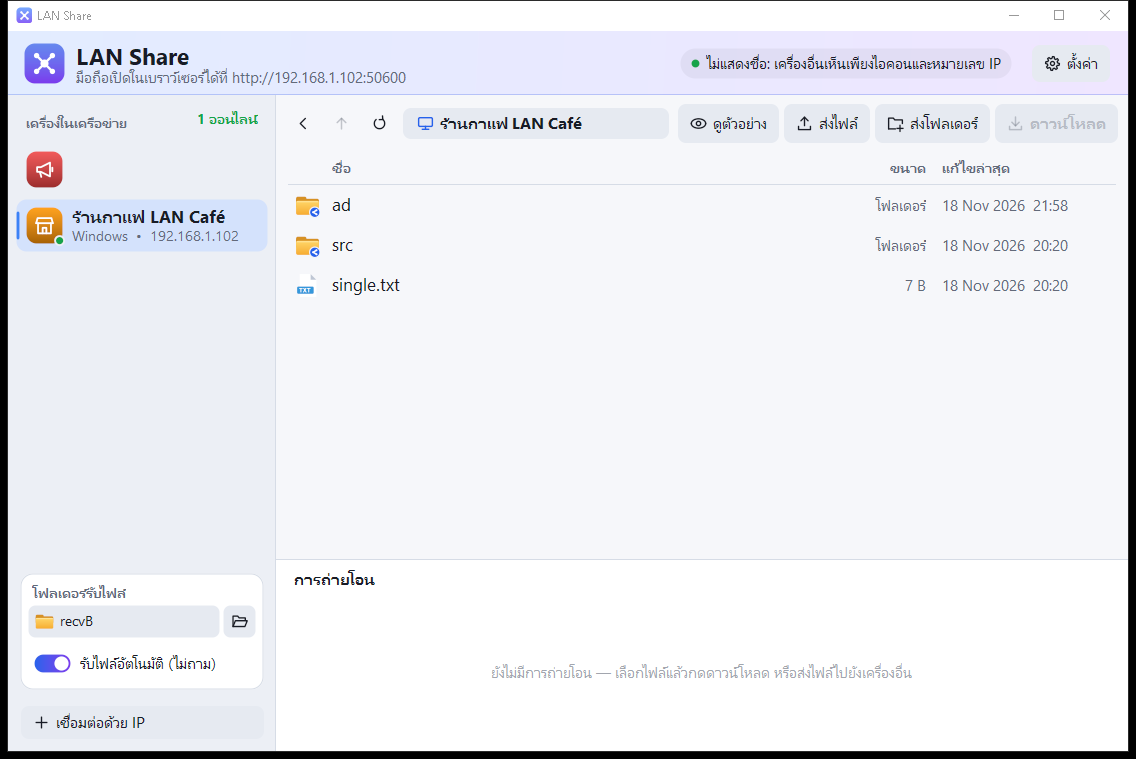 LAN Share
LAN Share
มือถือเปิดในเบราว์เซอร์ได้ที่ http://192.168.1.102:50600
ไม่แสดงชื่อ: เครื่องอื่นเห็นเพียงไอคอนและหมายเลข IP
ตั้งค่า
เครื่องในเครือข่าย
1 ออนไลน์
ร้านกาแฟ LAN Café
Windows • 192.168.1.102
ร้านกาแฟ LAN Café
ดูตัวอย่าง
ส่งไฟล์
ส่งโฟลเดอร์
ดาวน์โหลด
ชื่อ ขนาด แก้ไขล่าสุด
ad โฟลเดอร์ 18 Nov 2026 21:58
src โฟลเดอร์ 18 Nov 2026 20:20
TXT single.txt 7 B 18 Nov 2026 20:20
โฟลเดอร์รับไฟล์
recvB
รับไฟล์อัตโนมัติ (ไม่ถาม)
เชื่อมต่อด้วย IP
การถ่ายโอน
ยังไม่มีการถ่ายโอน — เลือกไฟล์แล้วกดดาวน์โหลด หรือส่งไฟล์ไปยังเครื่องอื่น